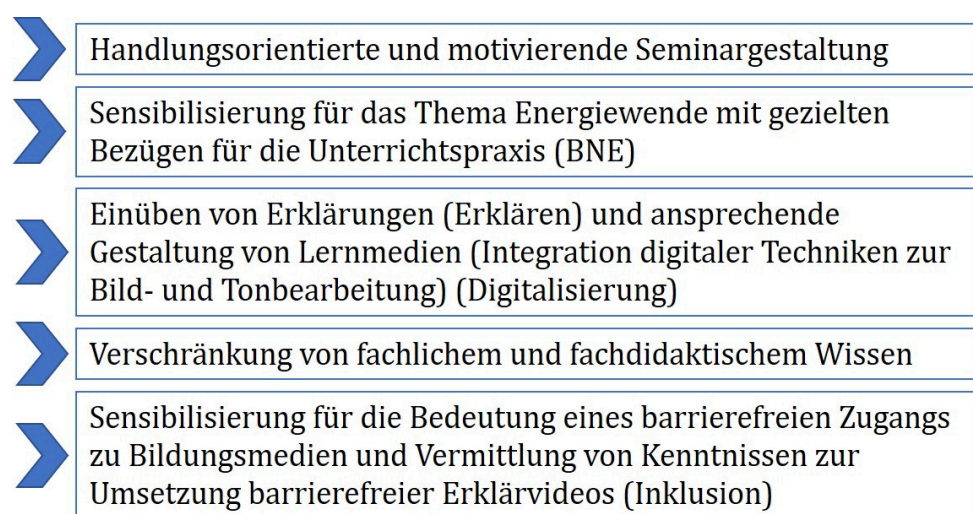 Handlungsorientierte und motivierende Seminargestaltung
Sensibilisierung für das Thema Energiewende mit gezielten
Bezügen für die Unterrichtspraxis (BNE)
Einüben von Erklärungen (Erklären) und ansprechende
Gestaltung von Lernmedien (Integration digitaler Techniken zur
Bild- und Tonbearbeitung) (Digitalisierung)
Verschränkung von fachlichem und fachdidaktischem Wissen
Sensibilisierung für die Bedeutung eines barrierefreien Zugangs
zu Bildungsmedien und Vermittlung von Kenntnissen zur
Umsetzung barrierefreier Erklärvideos (Inklusion)